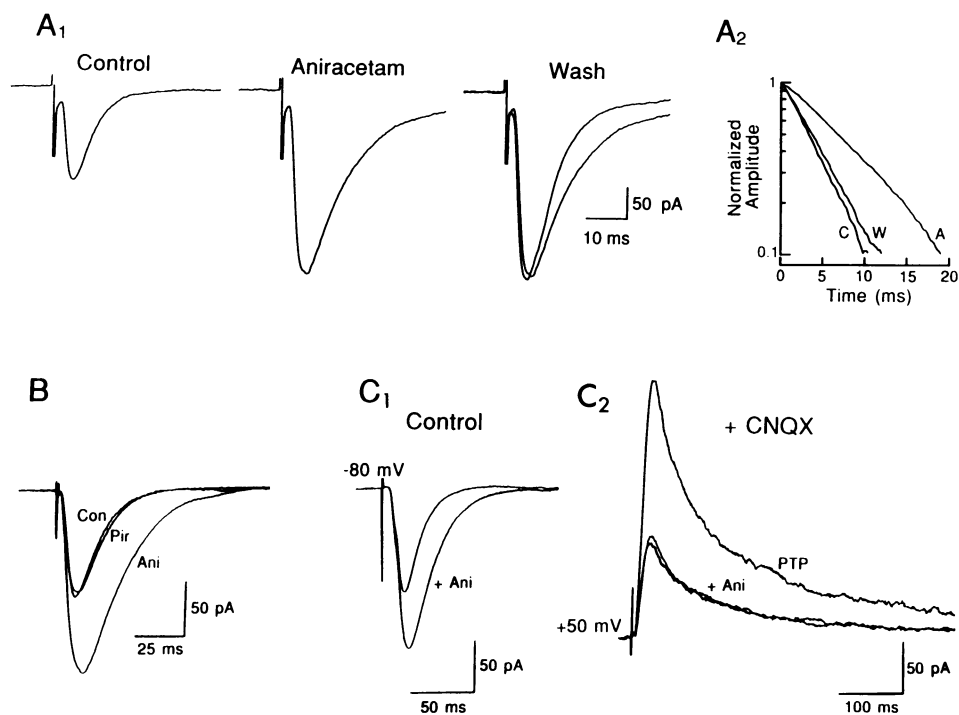 A1
Control
Aniracetam
Wash
50 pA
10 ms
A2
Normalized
Amplitude
1
0.1
C
W
A
0
5
10
15
20
Time (ms)
B
Con
Pir
Ani
50 pA
25 ms
C1
Control
-80 mV
+ Ani
50 pA
50 ms
C2
+ CNQX
PTP
+ Ani
+50 mV
50 pA
100 ms